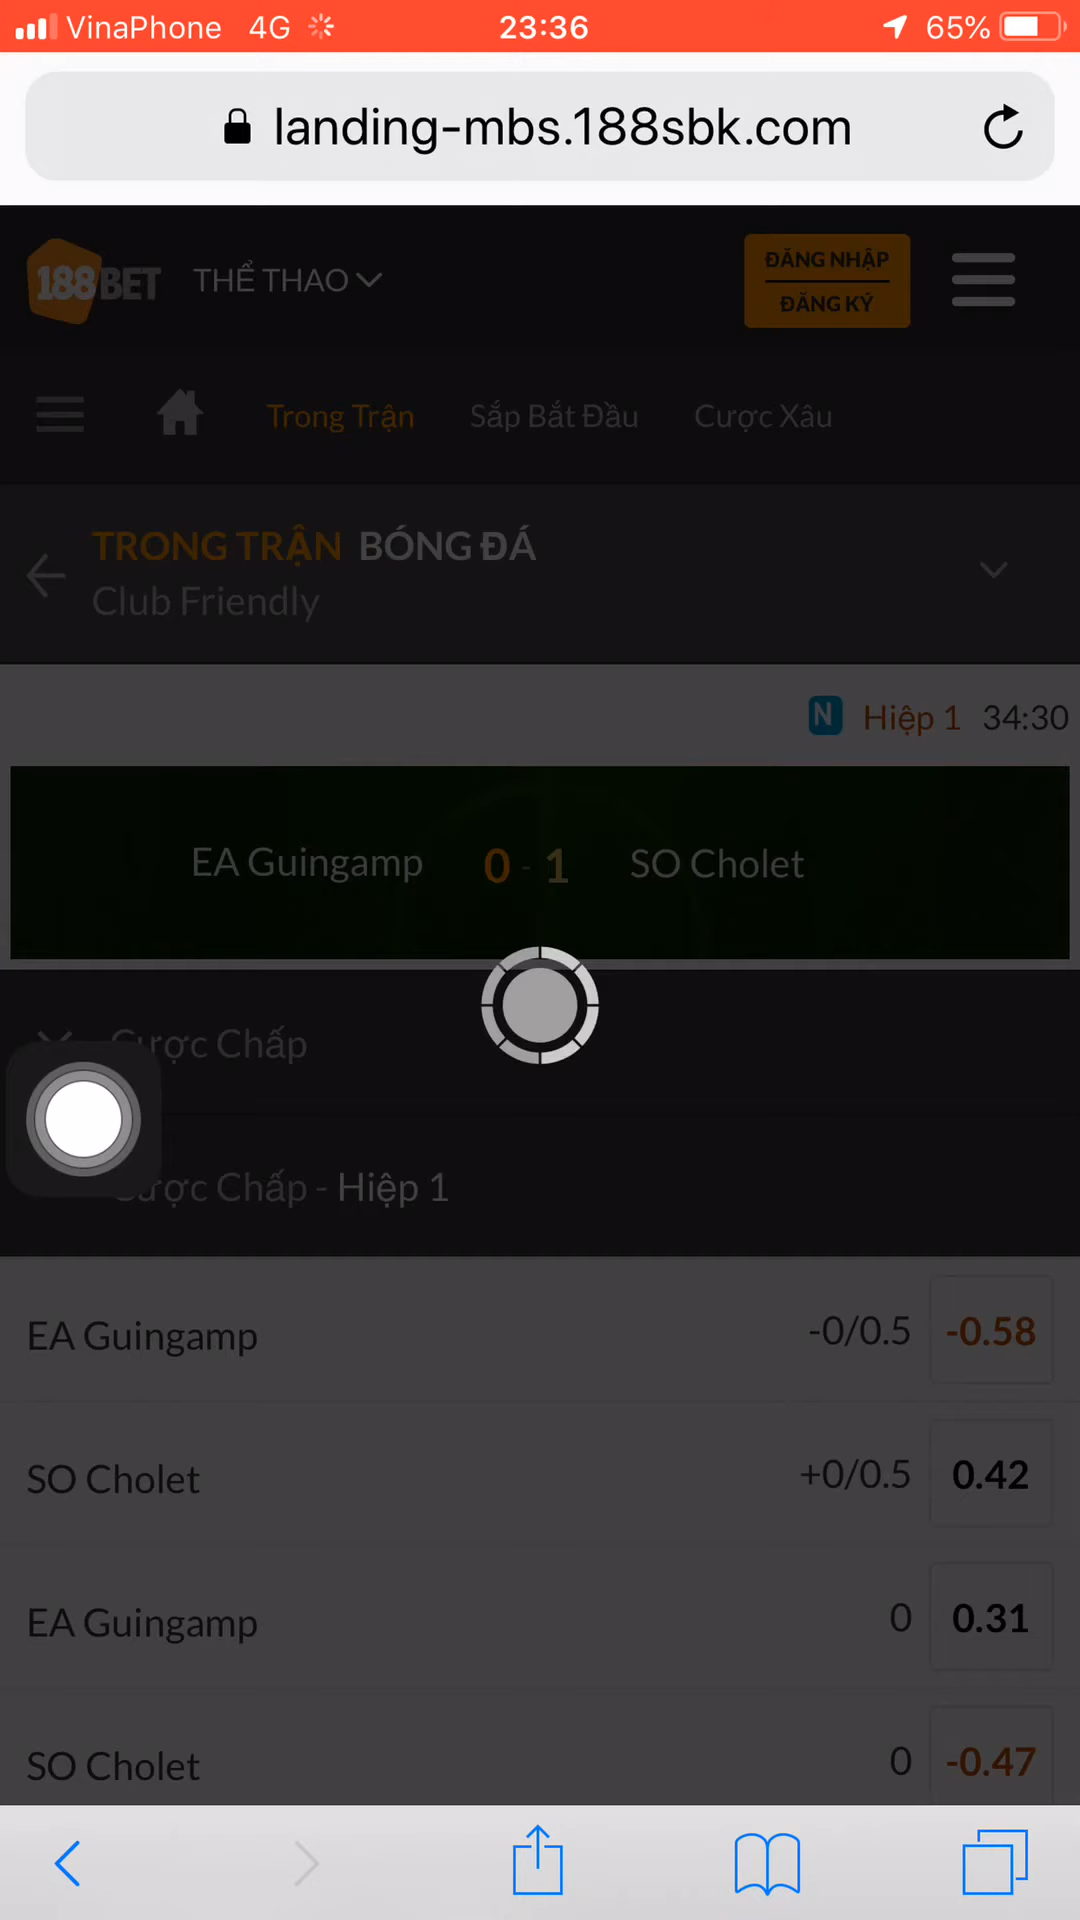 VinaPhone 4G 23:36 65%
landing-mbs.188sbk.com
188BET THỂ THAO ĐĂNG NHẬP
ĐĂNG KÝ
Trong Trận Sắp Bắt Đầu Cược Xâu
TRONG TRẬN BÓNG ĐÁ
Club Friendly
N Hiệp 1 34:30
EA Guingamp 0 - 1 SO Cholet
Cược Chấp
Cược Chấp - Hiệp 1
EA Guingamp -0/0.5 -0.58
SO Cholet +0/0.5 0.42
EA Guingamp 0 0.31
SO Cholet 0 -0.47